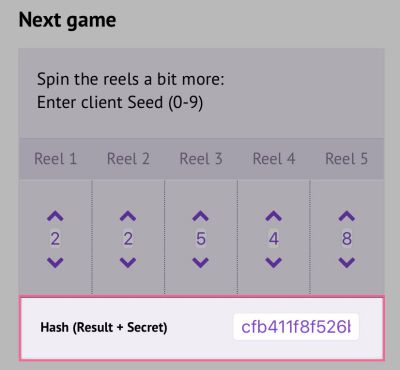 Next game
Spin the reels a bit more:
Enter client Seed (0-9)
Reel 1 Reel 2 Reel 3 Reel 4 Reel 5
2 2 5 4 8
Hash (Result + Secret) cfb411f8f526